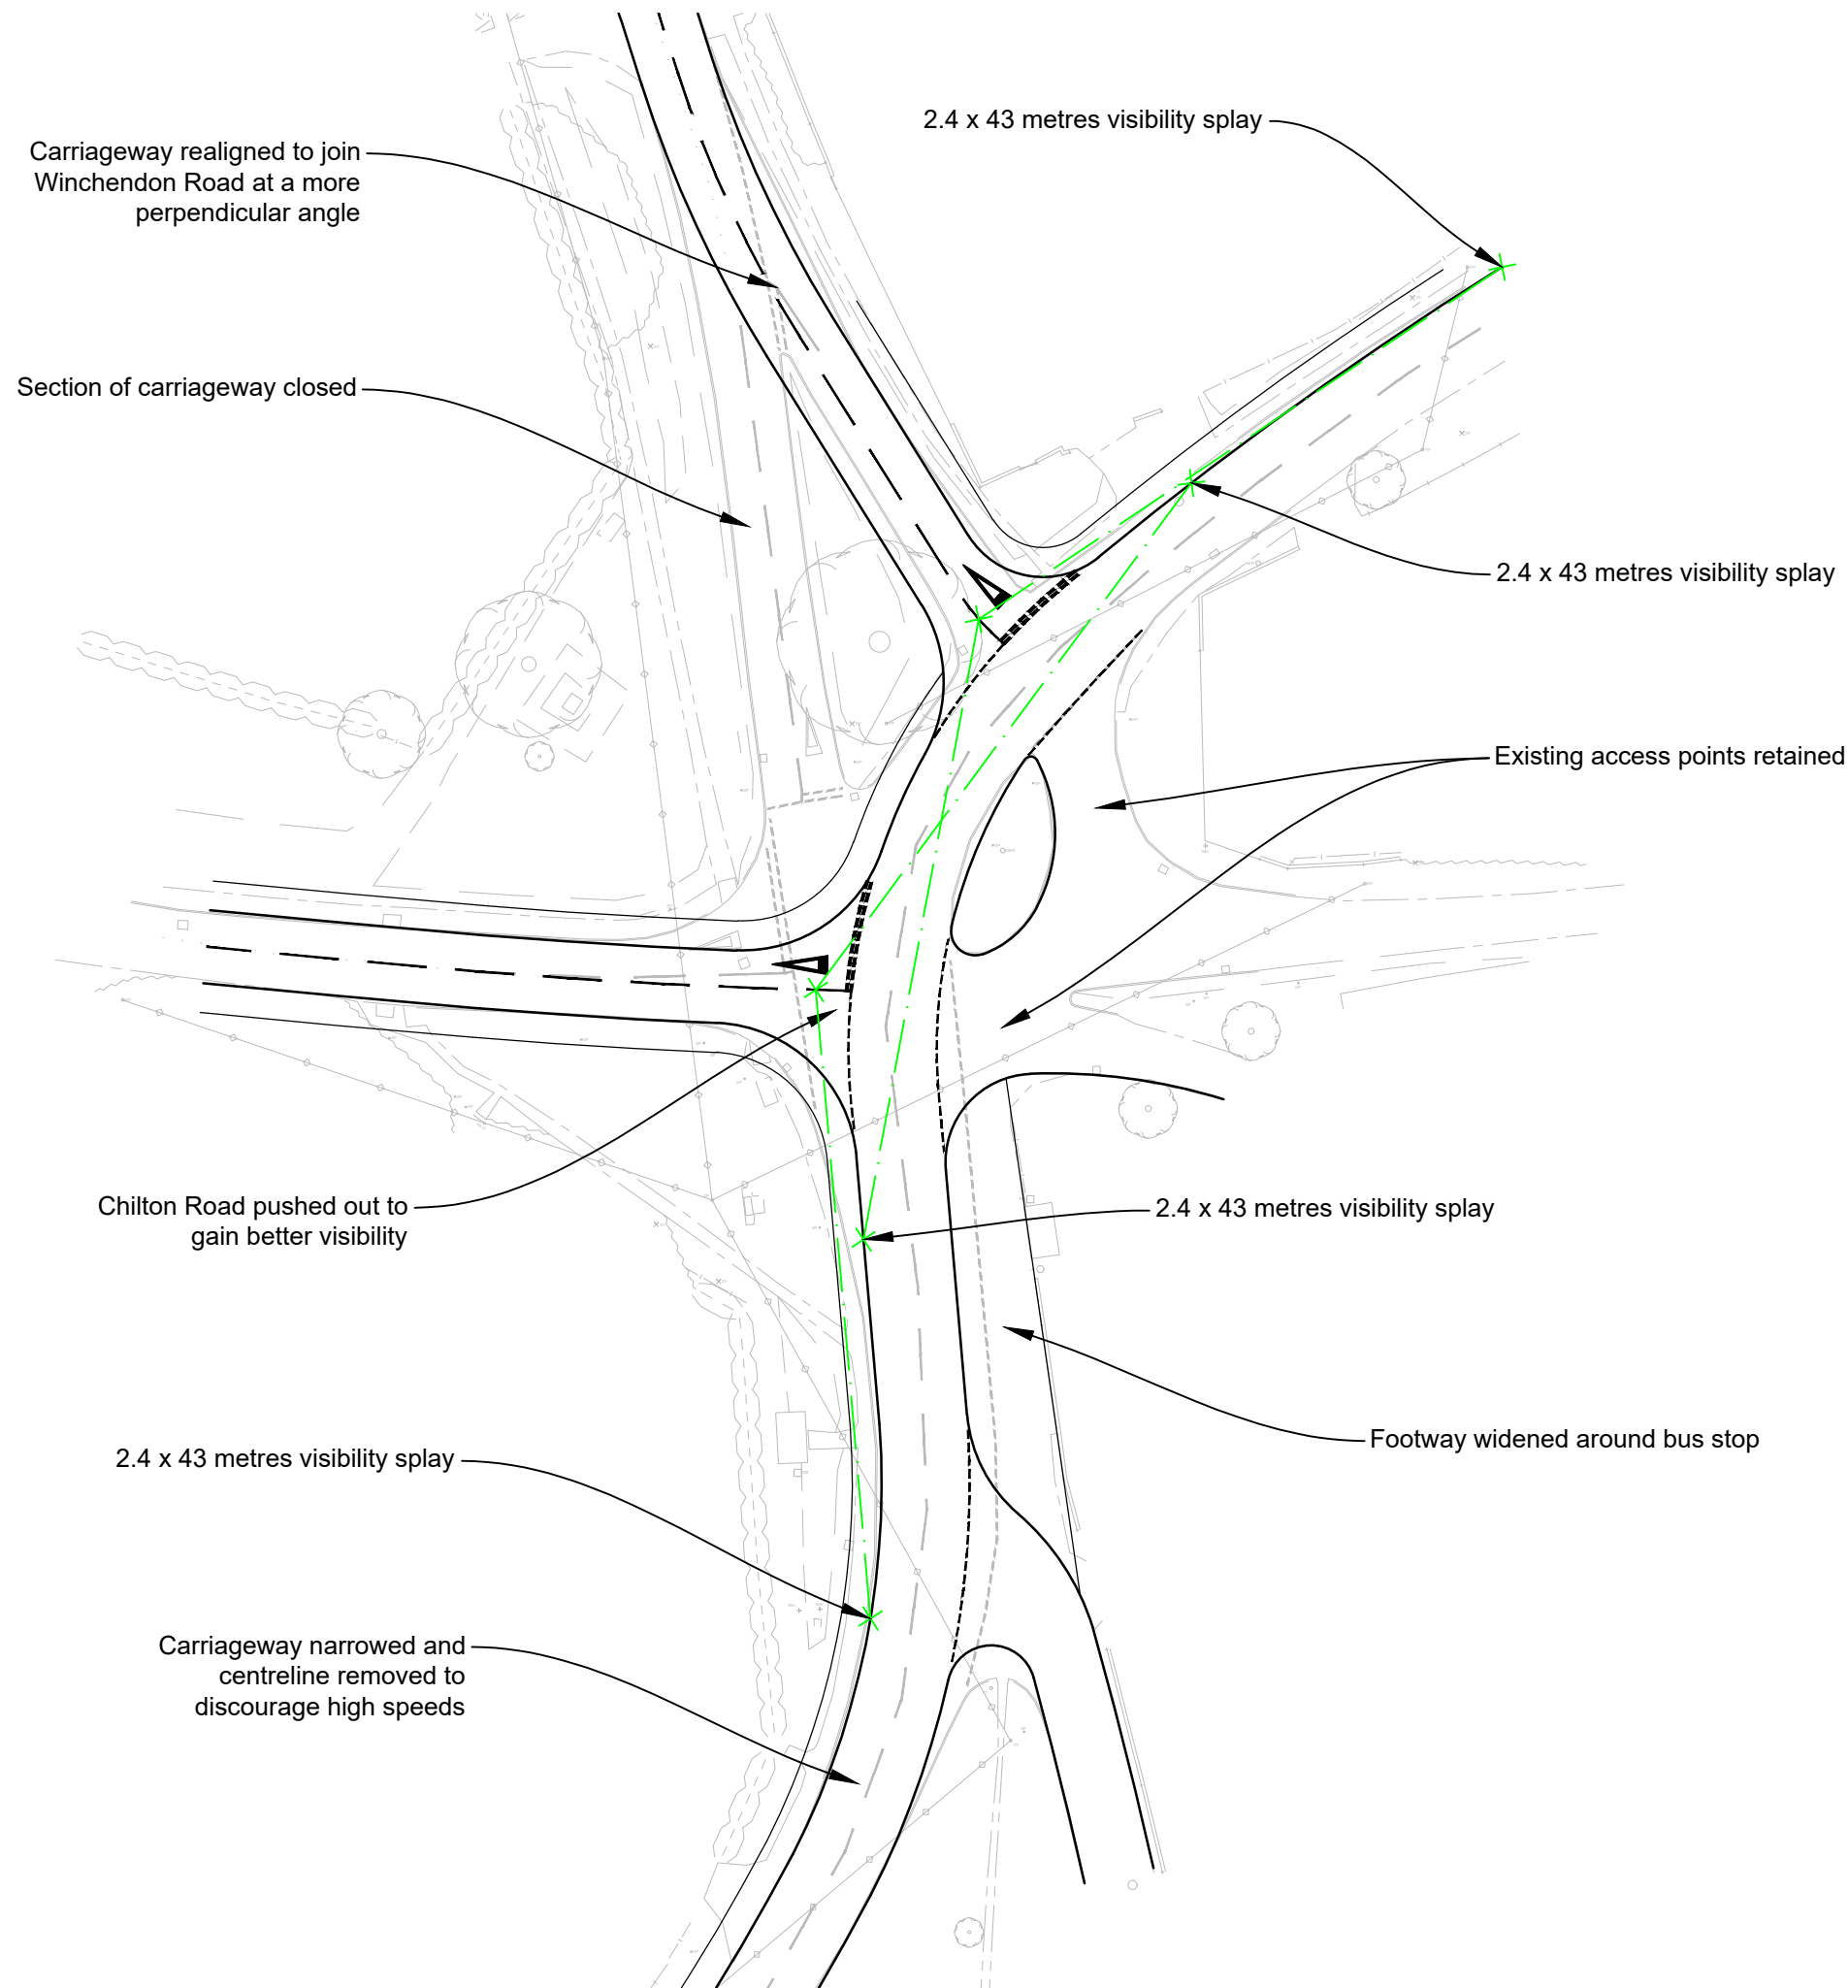 2.4 x 43 metres visibility splay
Carriageway realigned to join
Winchendon Road at a more
perpendicular angle
Section of carriageway closed
2.4 x 43 metres visibility splay
Existing access points retained
Chilton Road pushed out to
gain better visibility
2.4 x 43 metres visibility splay
Footway widened around bus stop
2.4 x 43 metres visibility splay
Carriageway narrowed and
centreline removed to
discourage high speeds